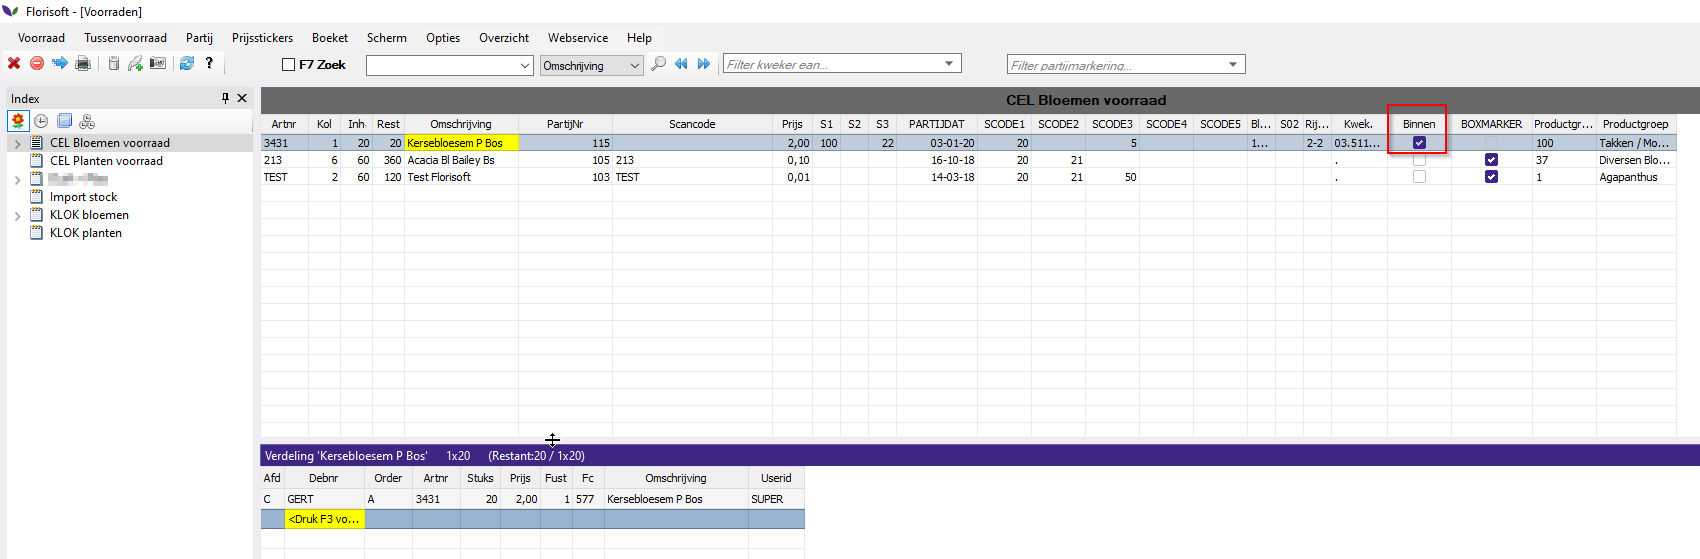 Florisoft - [Voorraden]
Voorraad Tussenvoorraad Partij Prijsstickers Boeket Scherm Opties Overzicht Webservice Help
F7 Zoek Omschrijving Filter kweker ean... Filter partijmarkering...
Index
CEL Bloemen voorraad
CEL Planten voorraad
Import stock
KLOK bloemen
KLOK planten
CEL Bloemen voorraad
Artnr Kol Inh. Rest Omschrijving PartijNr Scancode Prijs S1 S2 S3 PARTIJDAT SCODE1 SCODE2 SCODE3 SCODE4 SCODE5 Bl... S02 Rij... Kwek. Binnen BOXMARKER Productgr... Productgroep
3431 1 20 20 Kersebloesem P Bos 115 2,00 100 22 03-01-20 20 5 1... 2-2 03.511... 100 Takken / Mo...
213 6 60 360 Acacia Bl Bailey Bs 105 213 0,10 16-10-18 20 21 . 37 Diversen Blo...
TEST 2 60 120 Test Florisoft 103 TEST 0,01 14-03-18 20 21 50 . 1 Agapanthus
Verdeling 'Kersebloesem P Bos' 1x20 (Restant:20 / 1x20)
Afd Debnr Order Artnr Stuks Prijs Fust Fc Omschrijving Userid
C GERT A 3431 20 2,00 1 577 Kersebloesem P Bos SUPER
<Druk F3 vo...